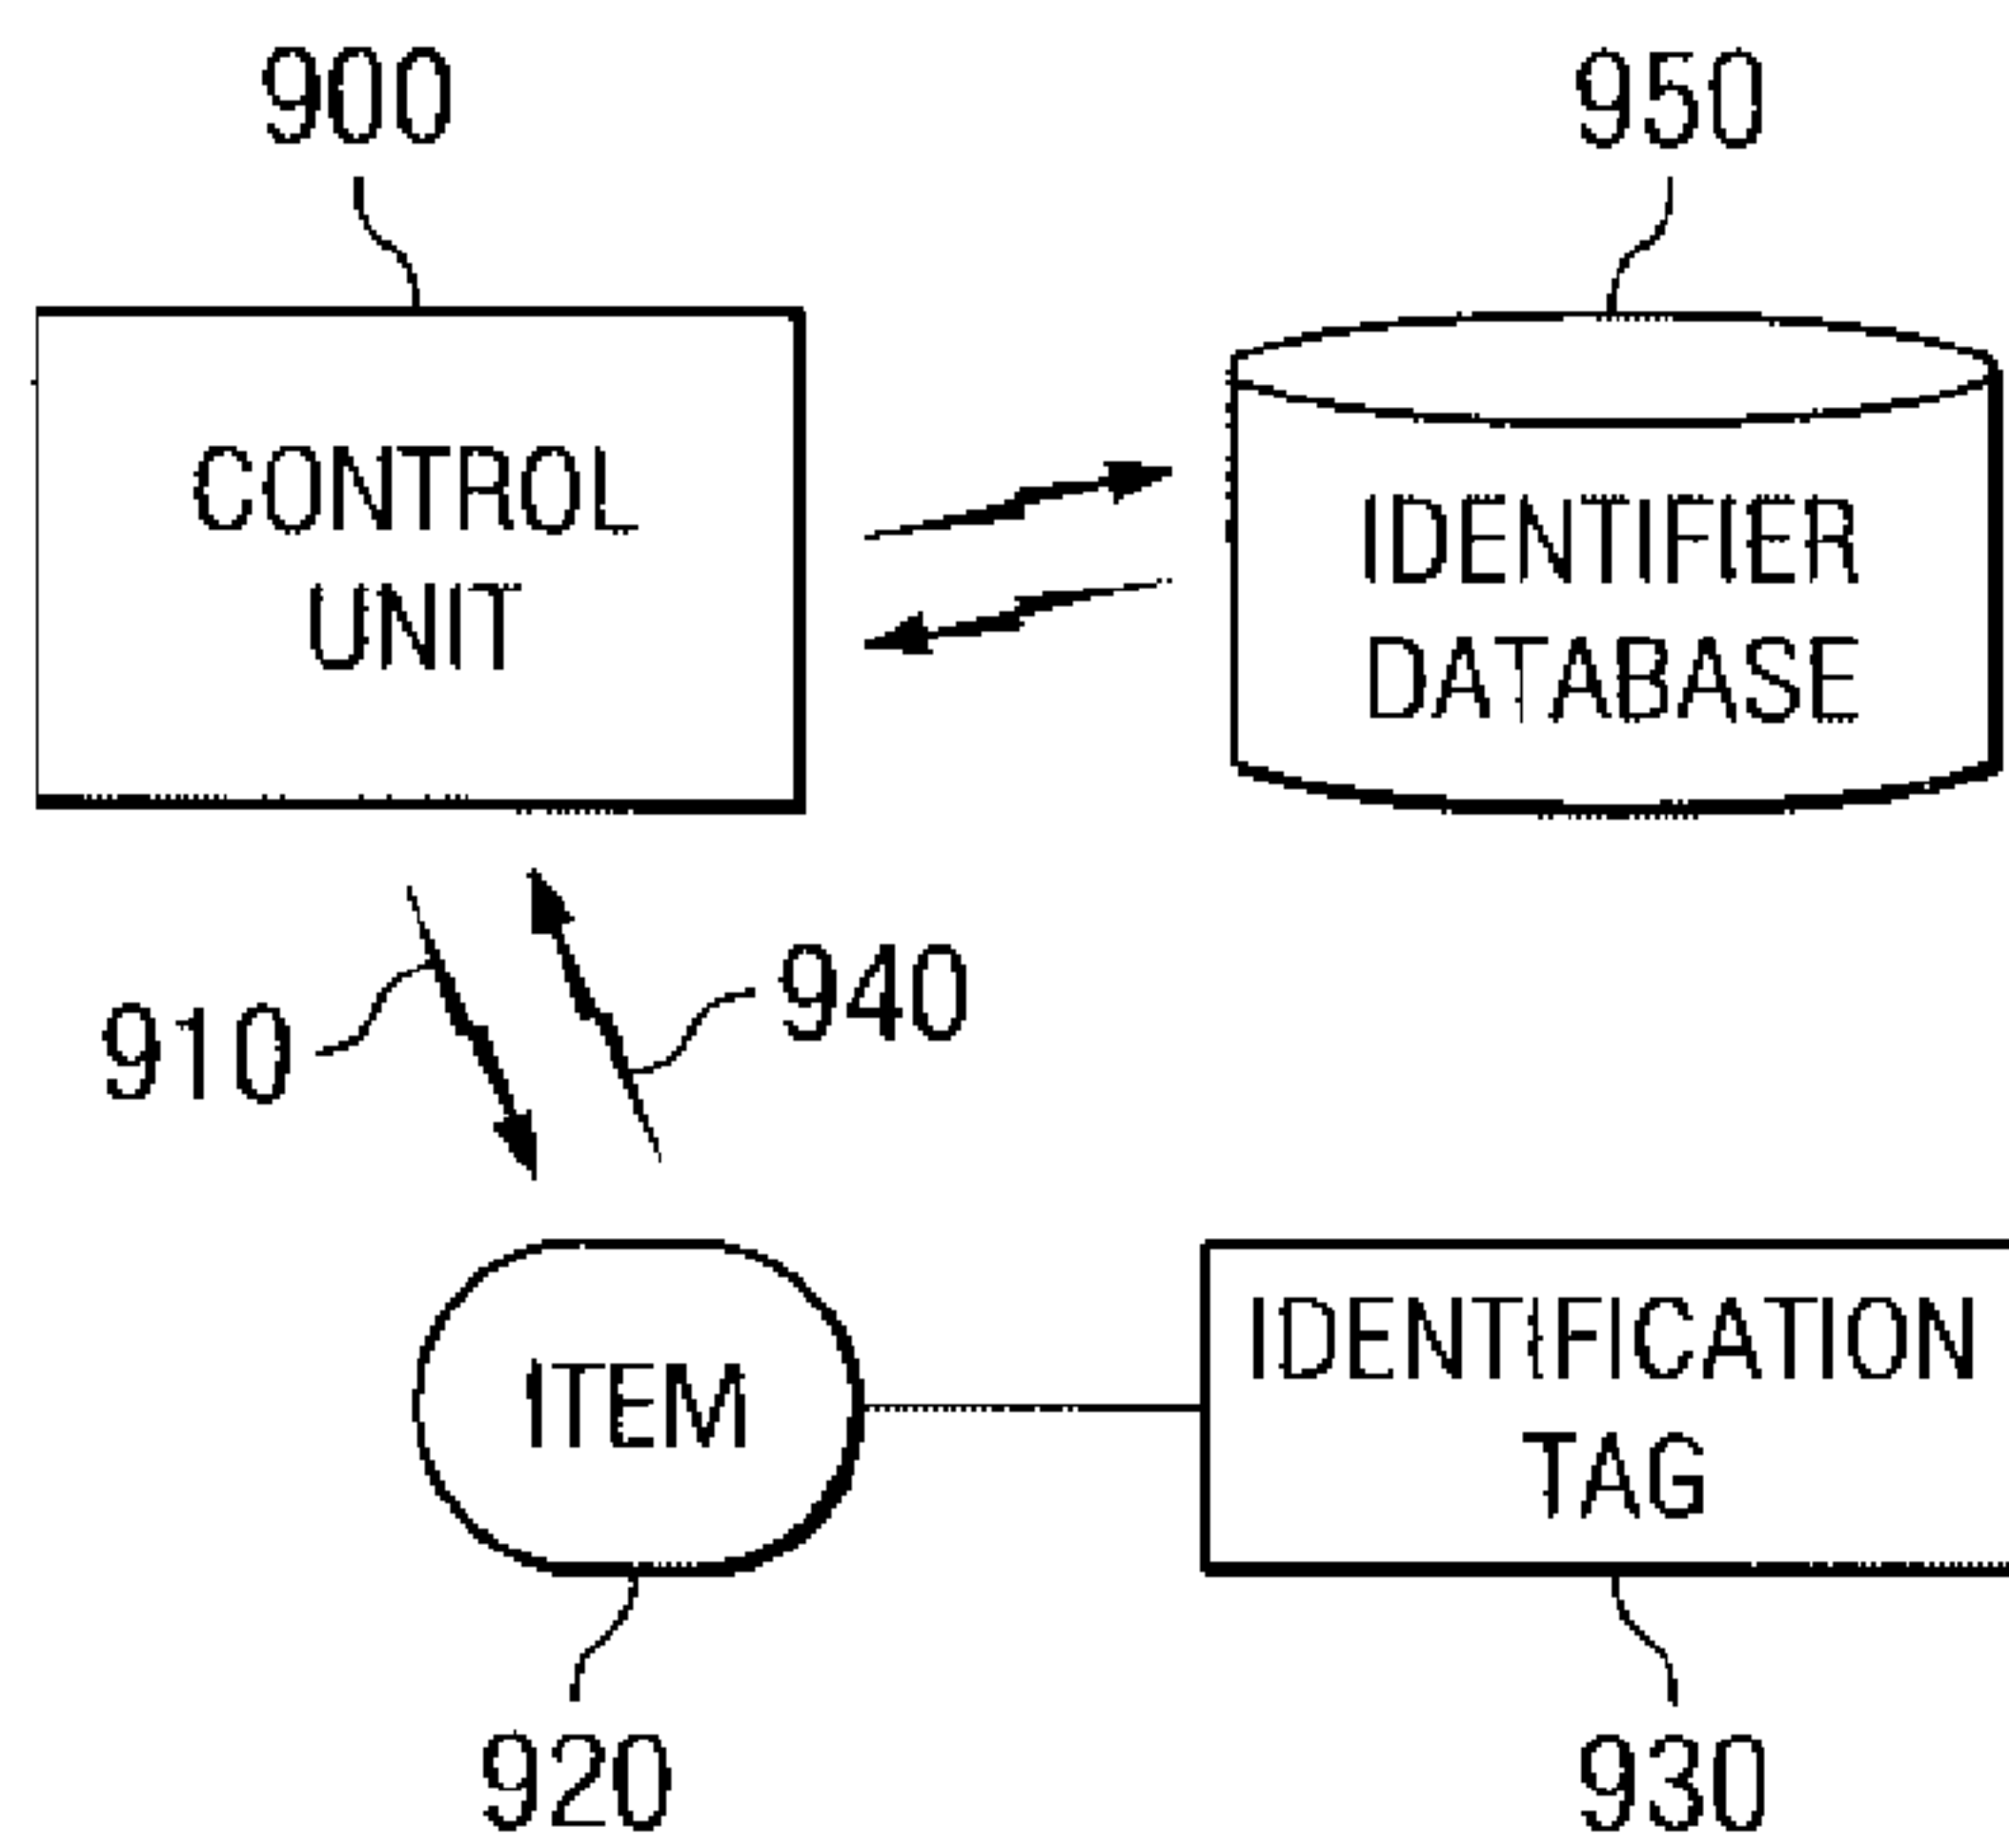 900
950
CONTROL
UNIT
IDENTIFIER
DATABASE
910
940
ITEM
IDENTIFICATION
TAG
920
930